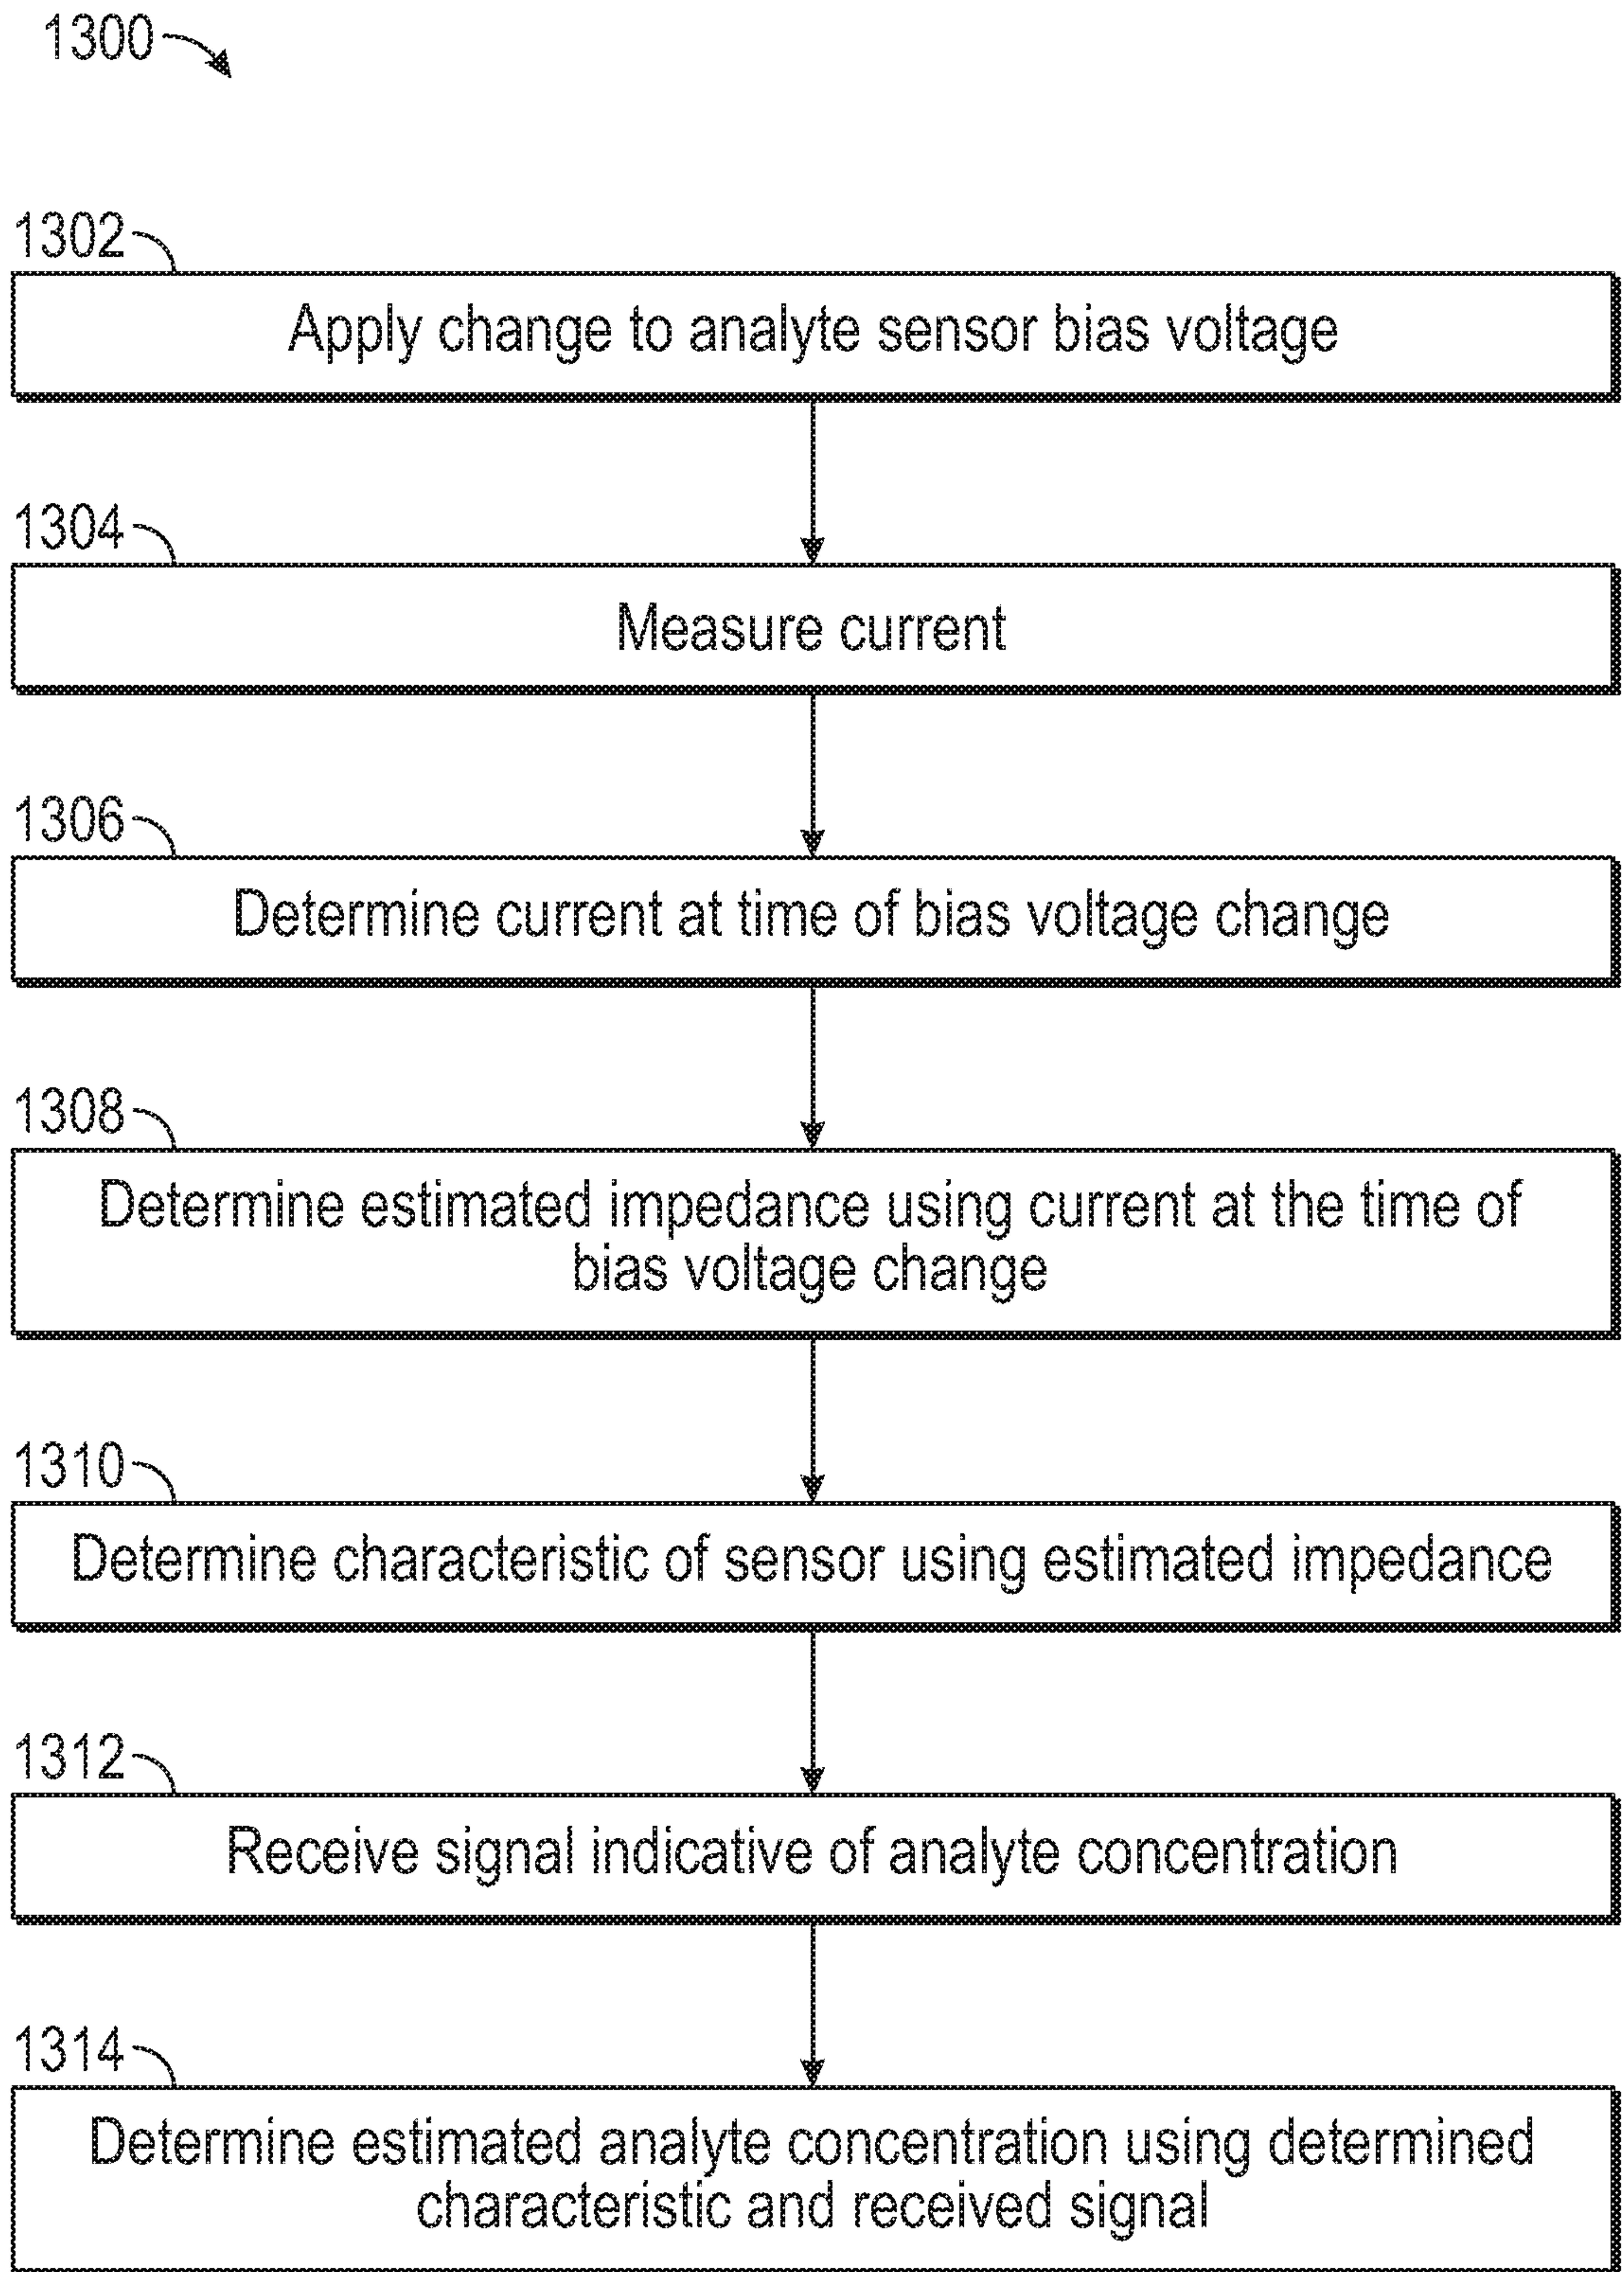 1300
1302
Apply change to analyte sensor bias voltage
1304
Measure current
1306
Determine current at time of bias voltage change
1308
Determine estimated impedance using current at the time of
bias voltage change
1310
Determine characteristic of sensor using estimated impedance
1312
Receive signal indicative of analyte concentration
1314
Determine estimated analyte concentration using determined
characteristic and received signal